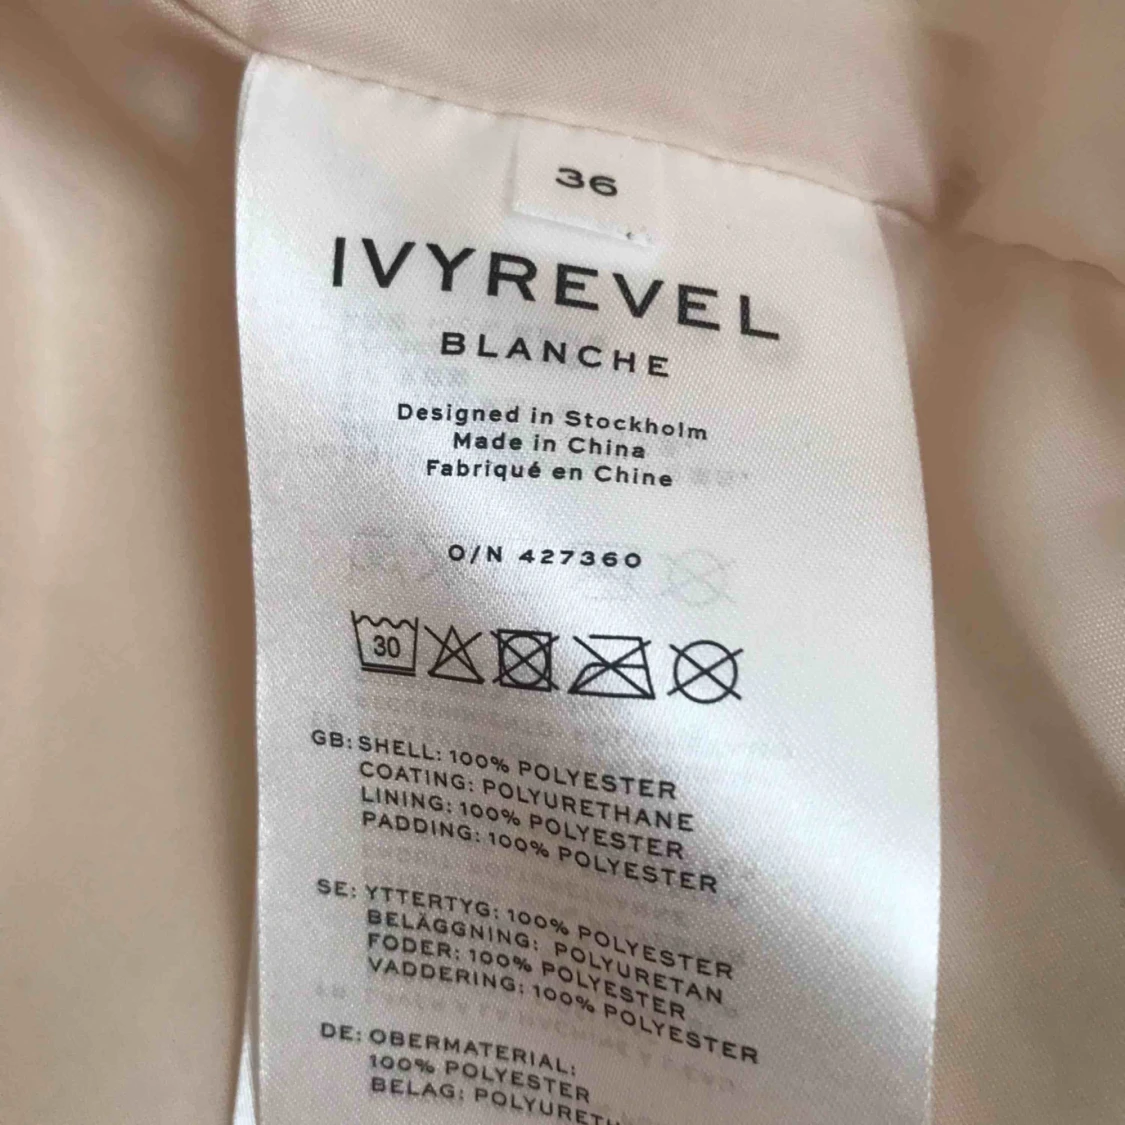 36
IVYREVEL
BLANCHE
Designed in Stockholm
Made in China
Fabriqué en Chine
O/N 427360
30
GB: SHELL: 100% POLYESTER
COATING: POLYURETHANE
LINING: 100% POLYESTER
PADDING: 100% POLYESTER
SE: YTTERTYG: 100% POLYESTER
BELÄGGNING: POLYURETAN
FODER: 100% POLYESTER
VADDERING: 100% POLYESTER
DE: OBERMATERIAL:
100% POLYESTER
BELAG: